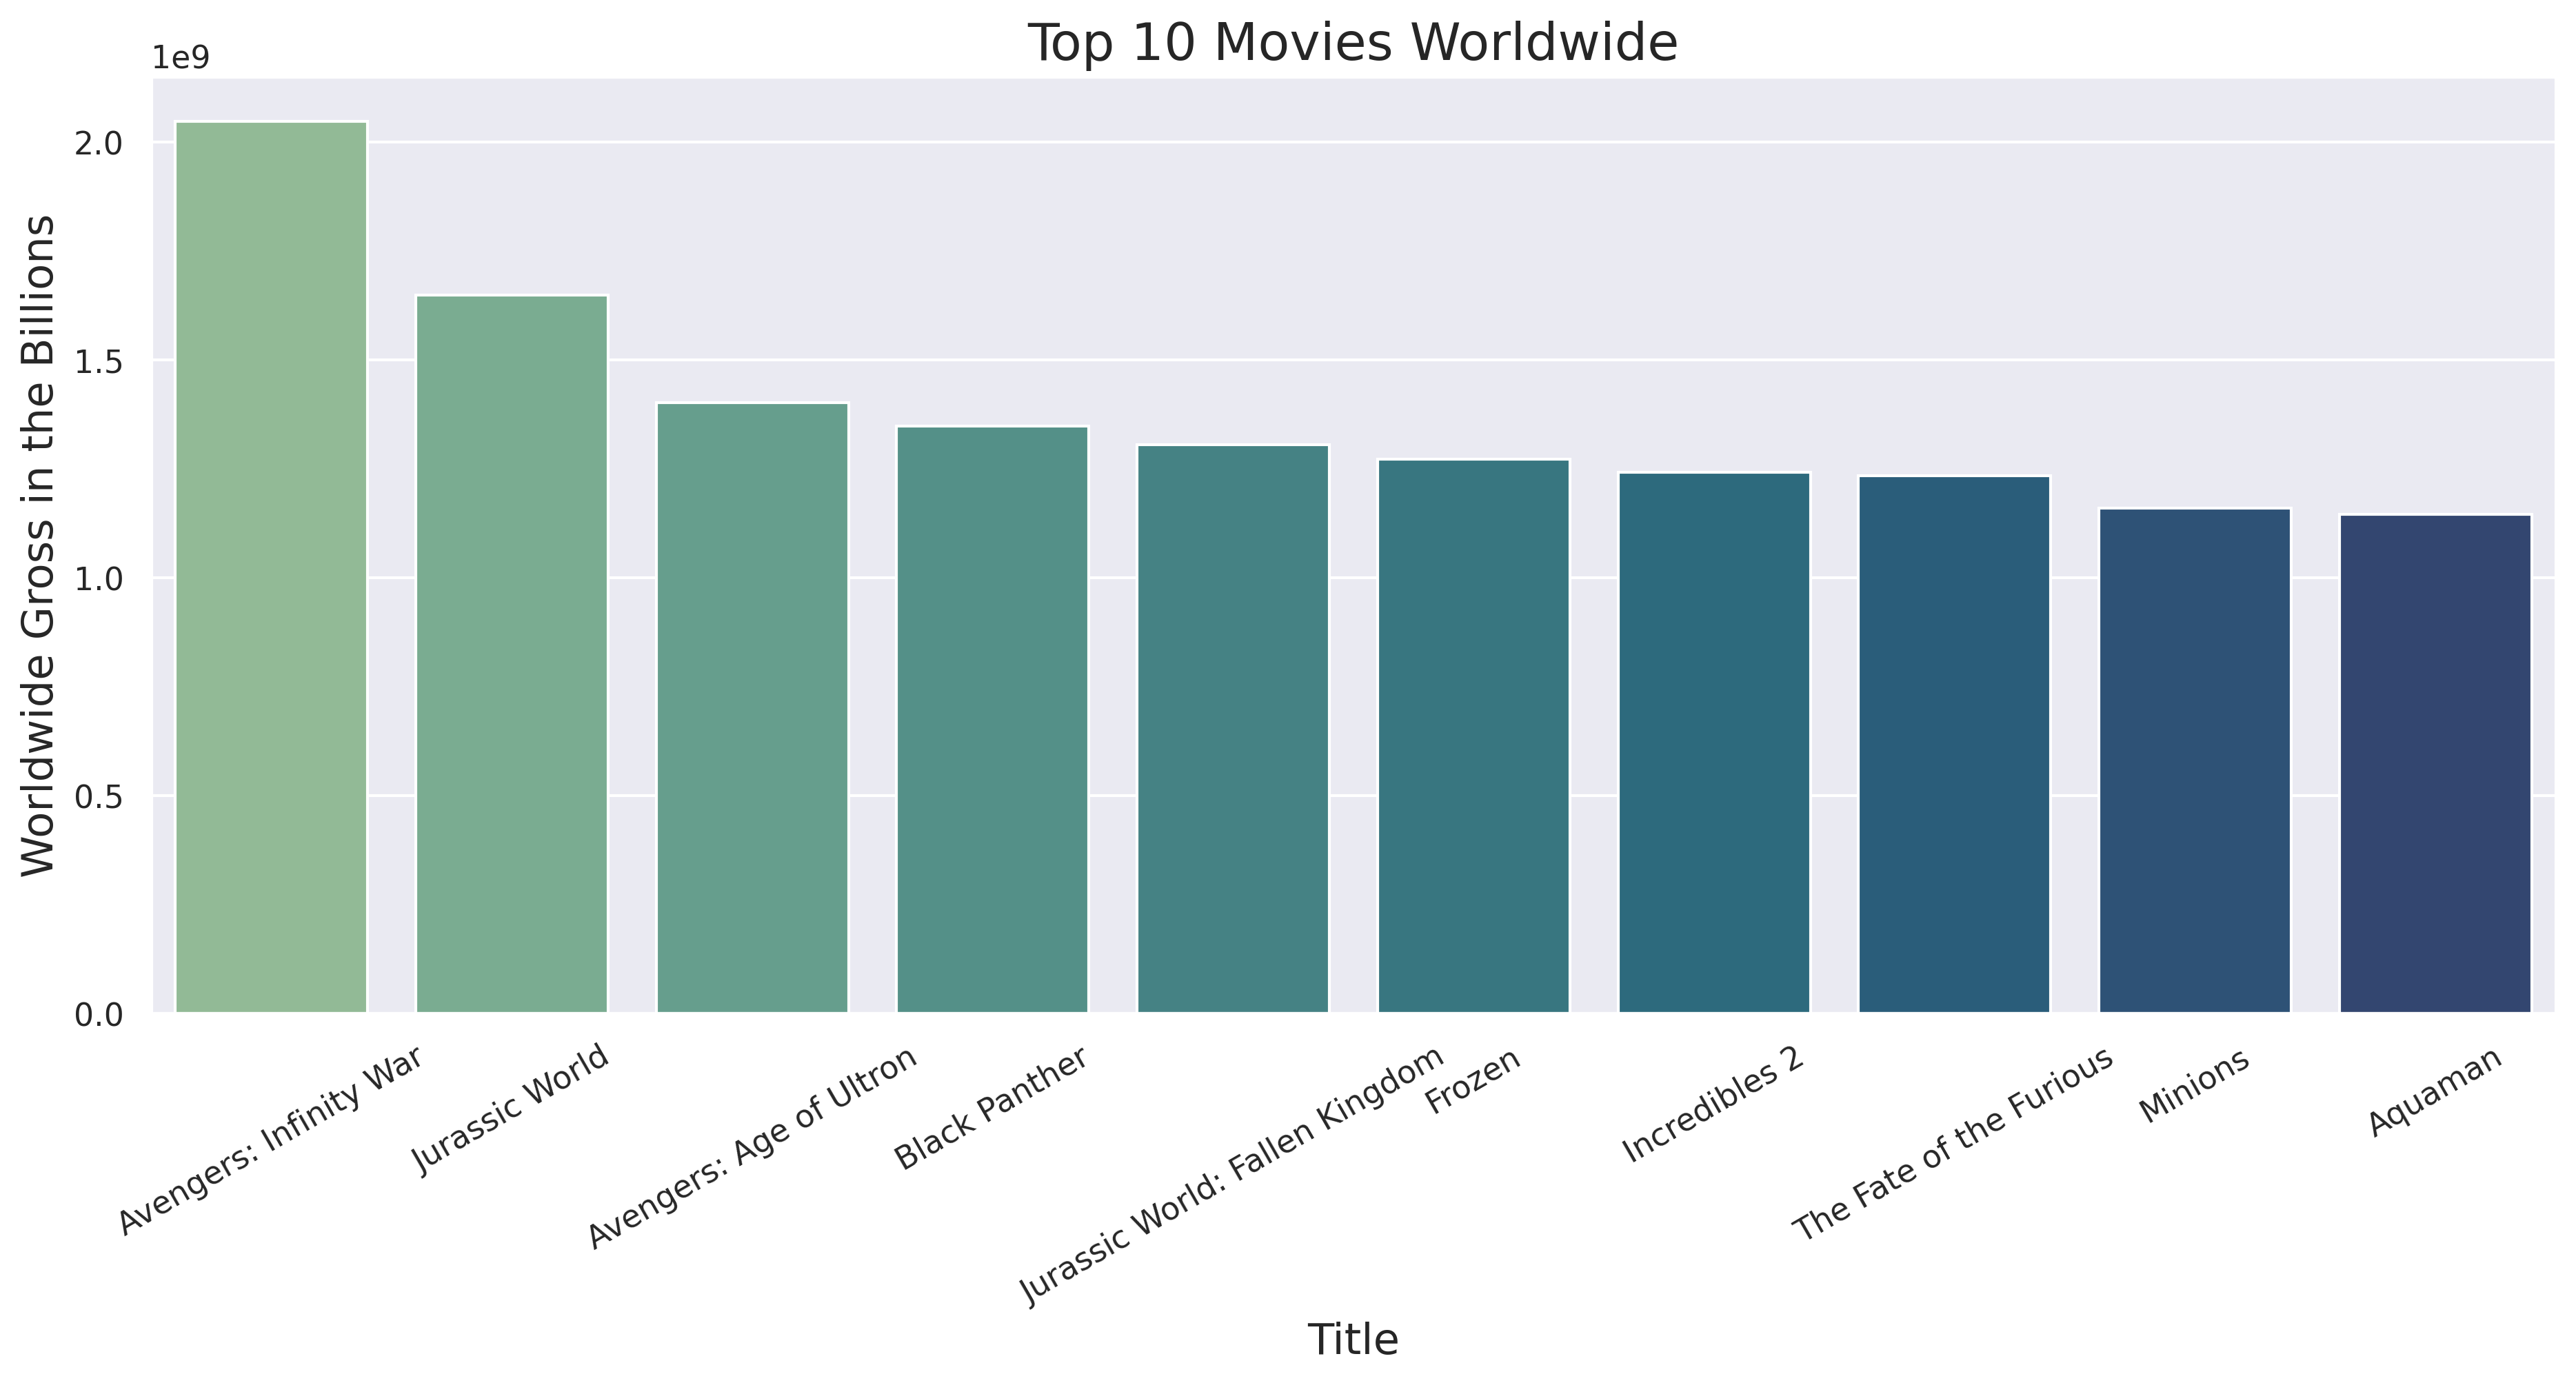 Top 10 Movies Worldwide
1e9
2.0
1.5
1.0
0.5
0.0
Worldwide Gross in the Billions
Avengers: Infinity War
Jurassic World
Avengers: Age of Ultron
Black Panther
Jurassic World: Fallen Kingdom
Frozen
Incredibles 2
The Fate of the Furious
Minions
Aquaman
Title